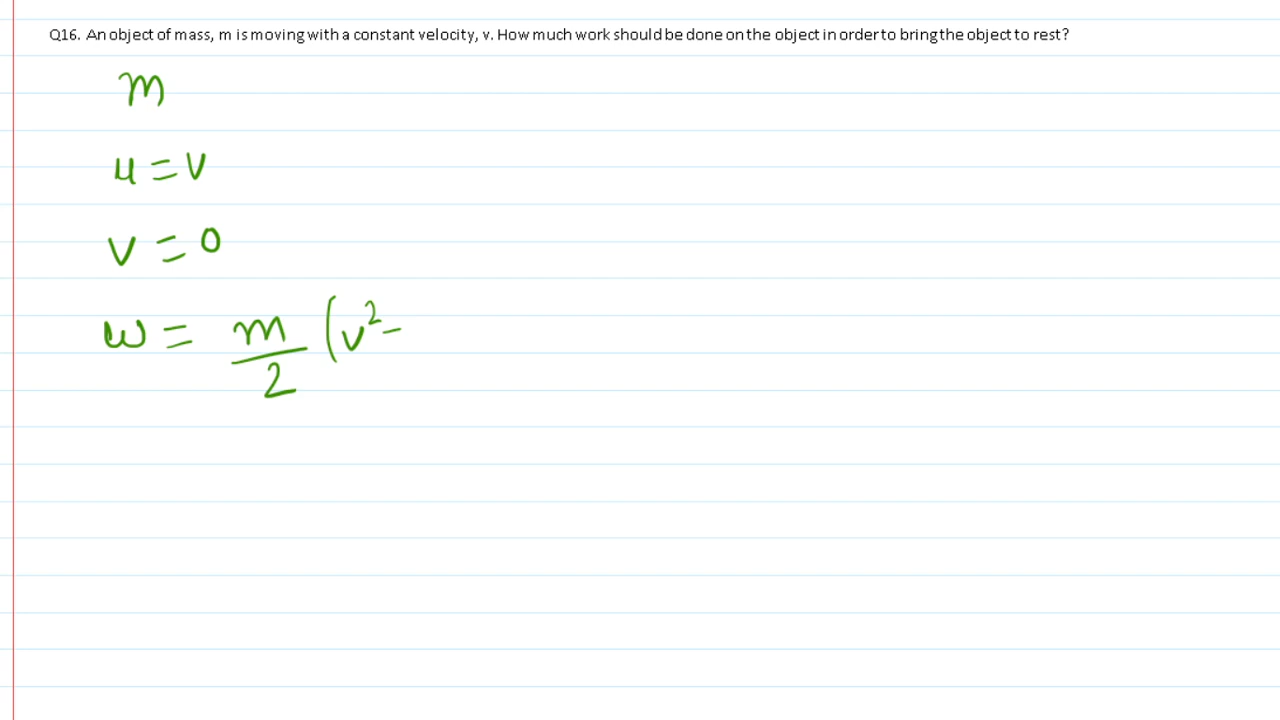 Q16. An object of mass, m is moving with a constant velocity, v. How much work should be done on the object in order to bring the object to rest?
m
u = v
v = 0
w = m/2 (v² -